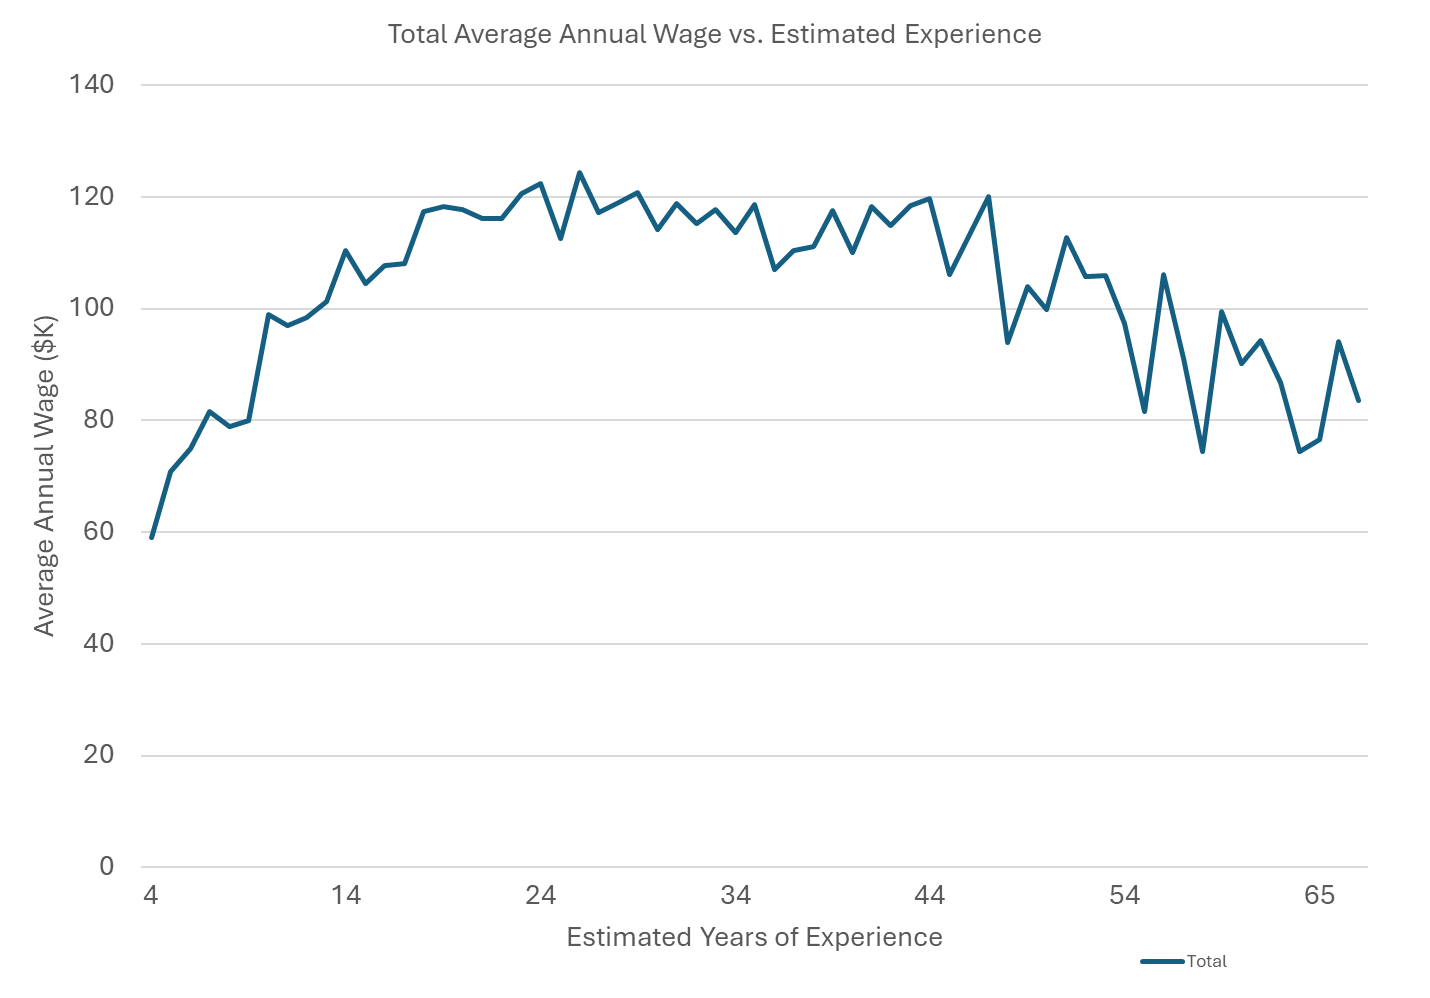 Total Average Annual Wage vs. Estimated Experience
140
120
100
80
60
40
20
0
Average Annual Wage ($K)
4 14 24 34 44 54 65
Estimated Years of Experience
Total